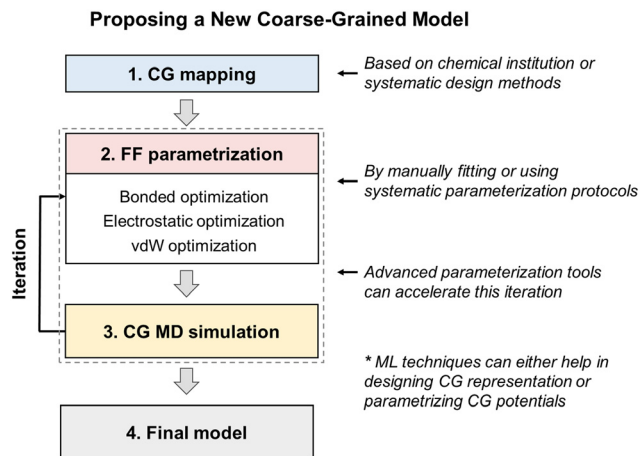 Proposing a New Coarse-Grained Model
1. CG mapping
Based on chemical institution or
systematic design methods
2. FF parametrization
Bonded optimization
Electrostatic optimization
vdW optimization
By manually fitting or using
systematic parameterization protocols
Iteration
Advanced parameterization tools
can accelerate this iteration
3. CG MD simulation
* ML techniques can either help in
designing CG representation or
parametrizing CG potentials
4. Final model